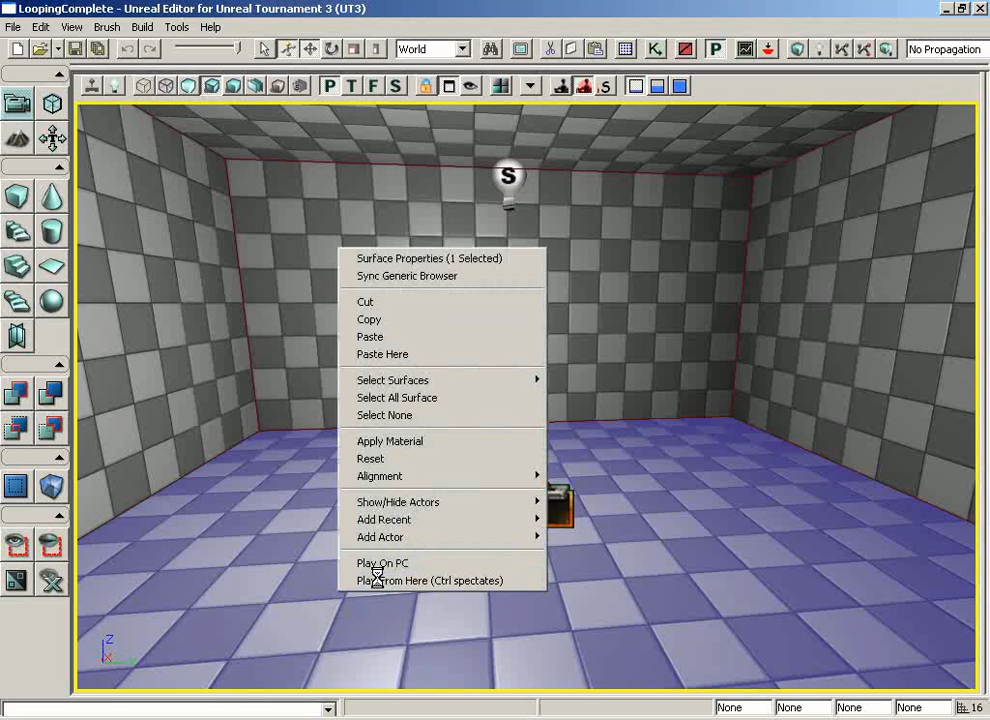 LoopingComplete - Unreal Editor for Unreal Tournament 3 (UT3)
File Edit View Brush Build Tools Help
World
K
P
No Propagation
P T F S
S
S
Surface Properties (1 Selected)
Sync Generic Browser
Cut
Copy
Paste
Paste Here
Select Surfaces
Select All Surface
Select None
Apply Material
Reset
Alignment
Show/Hide Actors
Add Recent
Add Actor
Play On PC
Play From Here (Ctrl spectates)
Z
X
Y
None None None None 16